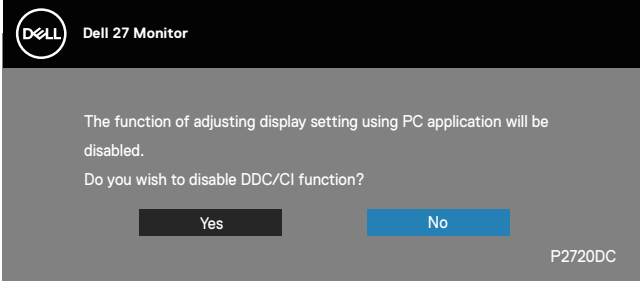 DELL
Dell 27 Monitor
The function of adjusting display setting using PC application will be
disabled.
Do you wish to disable DDC/CI function?
Yes
No
P2720DC